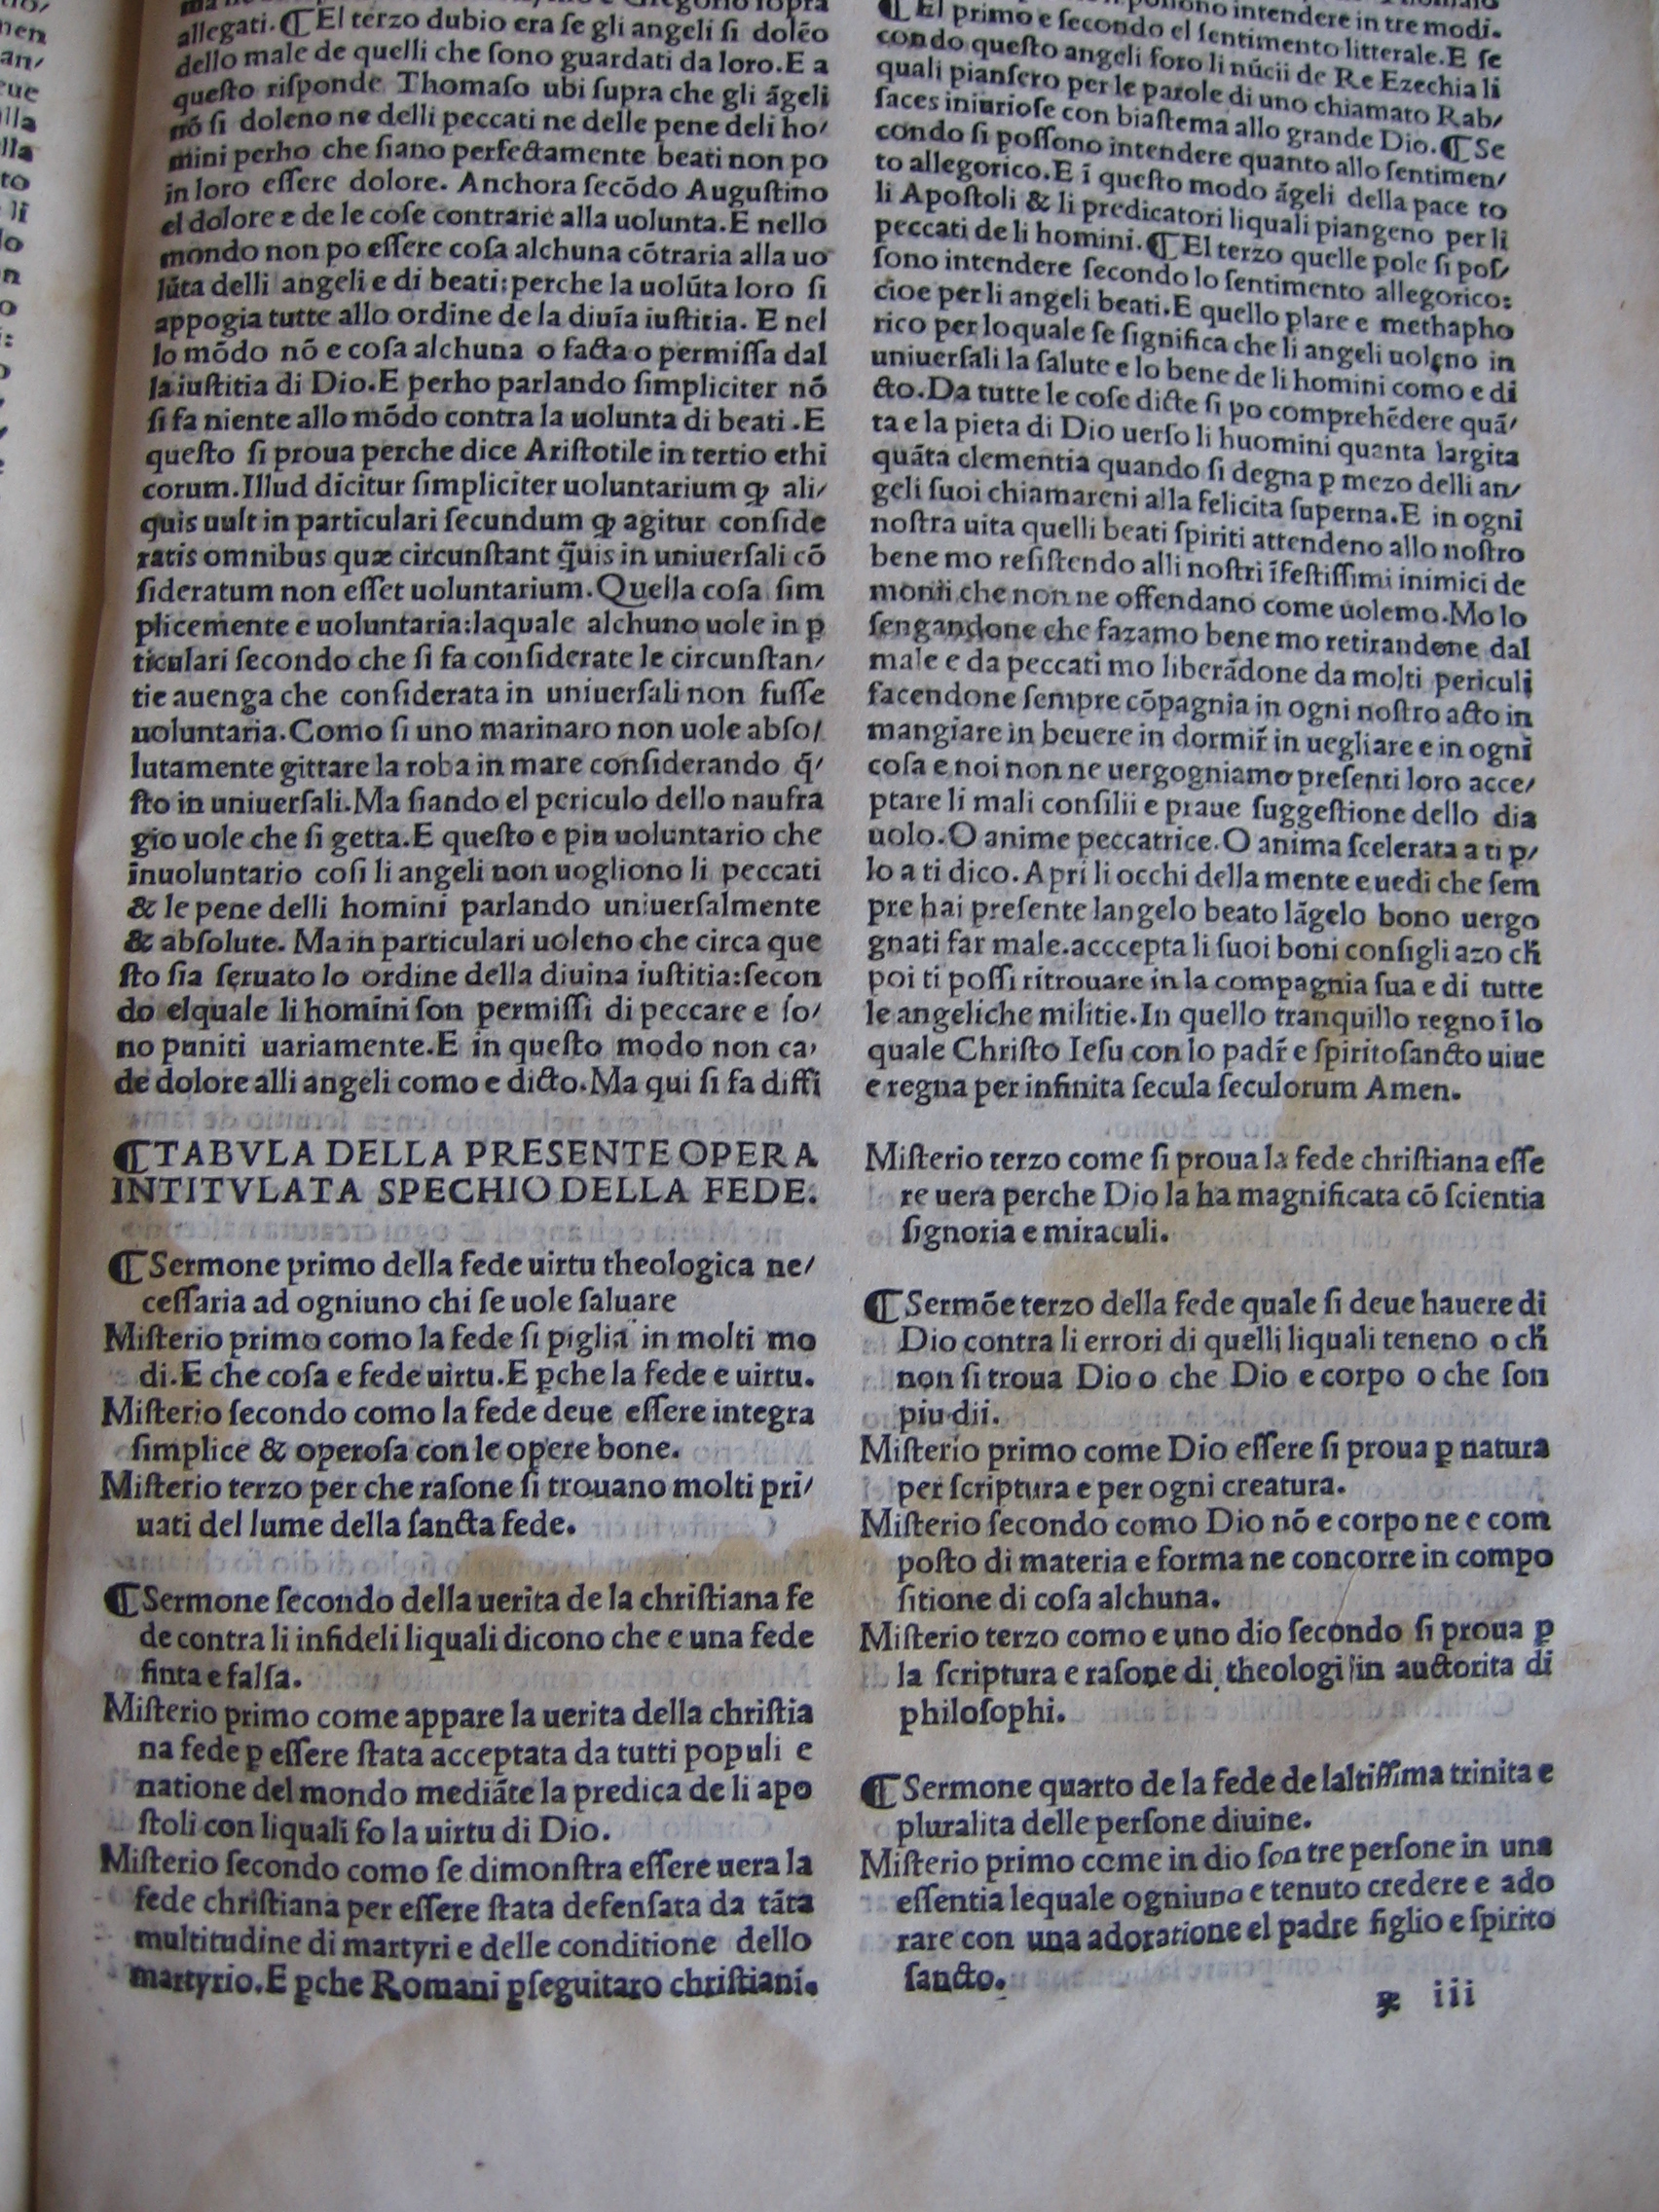 allegati.¶El terzo dubio era ſe gli angeli ſi dolẽo
dello male de quelli che ſono guardati da loro.E a
queſto riſponde Thomaſo ubi ſupra che gli ãgeli
nõ ſi doleno ne delli peccati ne delle pene deli ho/
mini perho che ſiano perfectamente beati non po
in loro eſſere dolore. Anchora ſecõdo Auguſtino
el dolore e de le coſe contrarie alla uolunta.E nello
mondo non po eſſere coſa alchuna cõtraria alla uo
lũta delli angeli e di beati:perche la uolũta loro ſi
appogia tutte allo ordine de la diuĩa iuſtitia. E nel
lo mõdo nõ e coſa alchuna o facta o permiſſa dal
la iuſtitia di Dio.E perho parlando ſimpliciter nõ
ſi fa niente allo mõdo contra la uolunta di beati .E
queſto ſi proua perche dice Ariſtotile in tertio ethi
corum.Illud dicitur ſimpliciter uoluntarium ꝙ ali/
quis uult in particulari ſecundum ꝙ agitur conſide
ratis omnibus quæ circunſtant q̃uis in uniuerſali cõ
ſideratum non eſſet uoluntarium.Quella coſa ſim
plicemente e uoluntaria:laquale alchuno uole in ꝑ
ticulari ſecondo che ſi fa conſiderate le circunſtan/
tie auenga che conſiderata in uniuerſali non fuſſe
uoluntaria.Como ſi uno marinaro non uole abſo/
lutamente gittare la roba in mare conſiderando q̃/
ſto in uniuerſali.Ma ſiando el periculo dello naufra
gio uole che ſi getta.E queſto e piu uoluntario che
inuoluntario coſi li angeli non uogliono li peccati
& le pene delli homini parlando uniuerſalmente
& abſolute. Ma in particulari uoleno che circa que
ſto ſia ſeruato lo ordine della diuina iuſtitia:ſecon
do elquale li homini ſon permiſſi di peccare e ſo/
no puniti uariamente.E in queſto modo non ca/
de dolore alli angeli como e dicto.Ma qui ſi fa diffi
¶TABVLA DELLA PRESENTE OPERA
INTITVLATA SPECHIO DELLA FEDE.
¶Sermone primo della fede uirtu theologica ne/
ceſſaria ad ogniuno chi ſe uole ſaluare
Miſterio primo como la fede ſi piglia in molti mo
di.E che coſa e fede uirtu.E ꝑche la fede e uirtu.
Miſterio ſecondo como la fede deue eſſere integra
ſimplice & operoſa con le opere bone.
Miſterio terzo per che raſone ſi trouano molti pri/
uati del lume della ſancta fede.
¶Sermone ſecondo della uerita de la chriſtiana fe
de contra li infideli liquali dicono che e una fede
finta e falſa.
Miſterio primo come appare la uerita della chriſtia
na fede ꝑ eſſere ſtata acceptata da tutti populi e
natione del mondo mediãte la predica de li apo
ſtoli con liquali fo la uirtu di Dio.
Miſterio ſecondo como ſe dimonſtra eſſere uera la
fede chriſtiana per eſſere ſtata defenſata da tãta
multitudine di martyri e delle conditione dello
martyrio.E ꝑche Romani ꝑſeguitaro chriſtiani.
intendere in tre modi.
¶El primo e ſecondo el ſentimento litterale.E ſe
condo queſto angeli foro li nũcii de Re Ezechia li
quali pianſero per le parole di uno chiamato Rab/
ſaces iniurioſe con biaſtema allo grande Dio.¶Se
condo ſi poſſono intendere quanto allo ſentimen/
to allegorico.E ĩ queſto modo ãgeli della pace ſo
li Apoſtoli & li predicatori liquali piangeno per li
peccati de li homini.¶El terzo quelle pole ſi poſ/
ſono intendere ſecondo lo ſentimento allegorico:
cioe per li angeli beati.E quello plare e methapho
rico per loquale ſe ſignifica che li angeli uoleno in
uniuerſali la ſalute e lo bene de li homini como e di
cto.Da tutte le coſe dicte ſi po comprehẽdere quã/
ta e la pieta di Dio uerſo li huomini quanta largita
quãta clementia quando ſi degna ꝑ mezo delli an/
geli ſuoi chiamareni alla felicita ſuperna.E in ogni
noſtra uita quelli beati ſpiriti attendeno allo noſtro
bene mo reſiſtendo alli noſtri ĩfeſtiſſimi inimici de
monii che non ne offendano come uolemo.Mo lo
ſengandone che fazamo bene mo retirandone dal
male e da peccati mo liberãdone da molti periculi
facendone ſempre cõpagnia in ogni noſtro acto in
mangiare in beuere in dormir̃ in uegliare e in ogni
coſa e noi non ne uergogniamo preſenti loro acce/
ptare li mali conſilii e praue ſuggeſtione dello dia
uolo.O anime peccatrice.O anima ſcelerata a ti ꝑ/
lo a ti dico.Apri li occhi della mente e uedi che ſem
pre hai preſente langelo beato lãgelo bono uergo
gnati far male.acccepta li ſuoi boni conſigli azo ch̃
poi ti poſſi ritrouare in la compagnia ſua e di tutte
le angeliche militie.In quello tranquillo regno ĩ lo
quale Chriſto Ieſu con lo padr̃ e ſpiritoſancto uiue
e regna per infinita ſecula ſeculorum Amen.
Miſterio terzo come ſi proua la fede chriſtiana eſſe
re uera perche Dio la ha magnificata cõ ſcientia
ſignoria e miraculi.
¶Sermõe terzo della fede quale ſi deue hauere di
Dio contra li errori di quelli liquali teneno o ch̃
non ſi troua Dio o che Dio e corpo o che ſon
piu dii.
Miſterio primo come Dio eſſere ſi proua ꝑ natura
per ſcriptura e per ogni creatura.
Miſterio ſecondo como Dio nõ e corpo ne e com
poſto di materia e forma ne concorre in compo
ſitione di coſa alchuna.
Miſterio terzo como e uno dio ſecondo ſi proua ꝑ
la ſcriptura e raſone di theologi in auctorita di
philoſophi.
¶Sermone quarto de la fede de laltiſſima trinita e
pluralita delle perſone diuine.
Miſterio primo come in dio ſon tre perſone in una
eſſentia lequale ogniuno e tenuto credere e ado
rare con una adoratione el padre figlio e ſpirito
ſancto.
iii